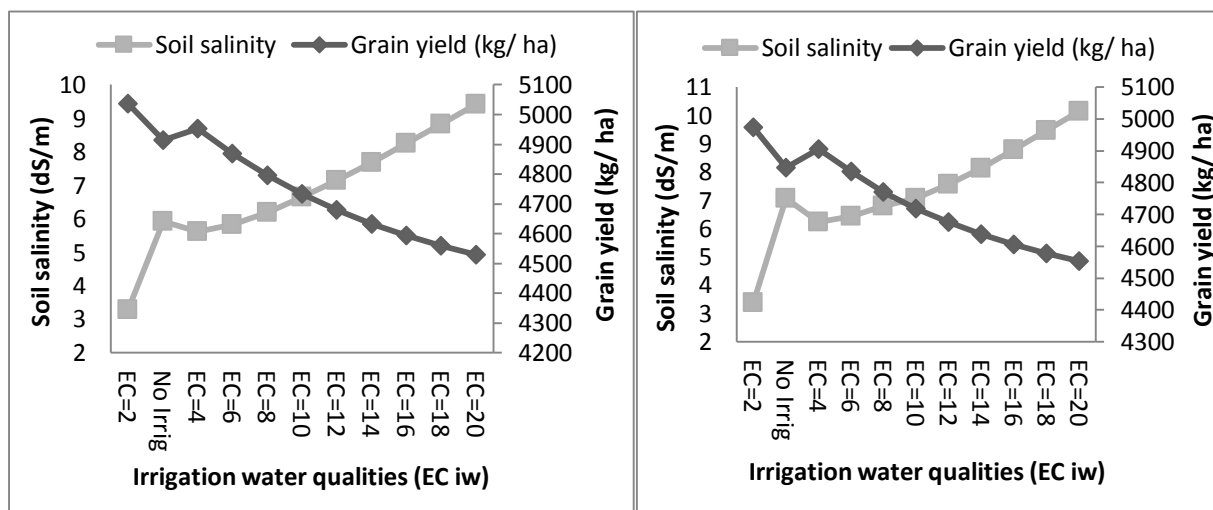 Soil salinity
Grain yield (kg/ ha)
10
9
8
7
6
5
4
3
2
Soil salinity (dS/m)
5100
5000
4900
4800
4700
4600
4500
4400
4300
4200
Grain yield (kg/ ha)
EC=2
No Irrig
EC=4
EC=6
EC=8
EC=10
EC=12
EC=14
EC=16
EC=18
EC=20
Irrigation water qualities (EC iw)
Soil salinity
Grain yield (kg/ ha)
11
10
9
8
7
6
5
4
3
2
Soil salinity (dS/m)
5100
5000
4900
4800
4700
4600
4500
4400
4300
Grain yield (kg/ ha)
EC=2
No Irrig
EC=4
EC=6
EC=8
EC=10
EC=12
EC=14
EC=16
EC=18
EC=20
Irrigation water qualities (EC iw)